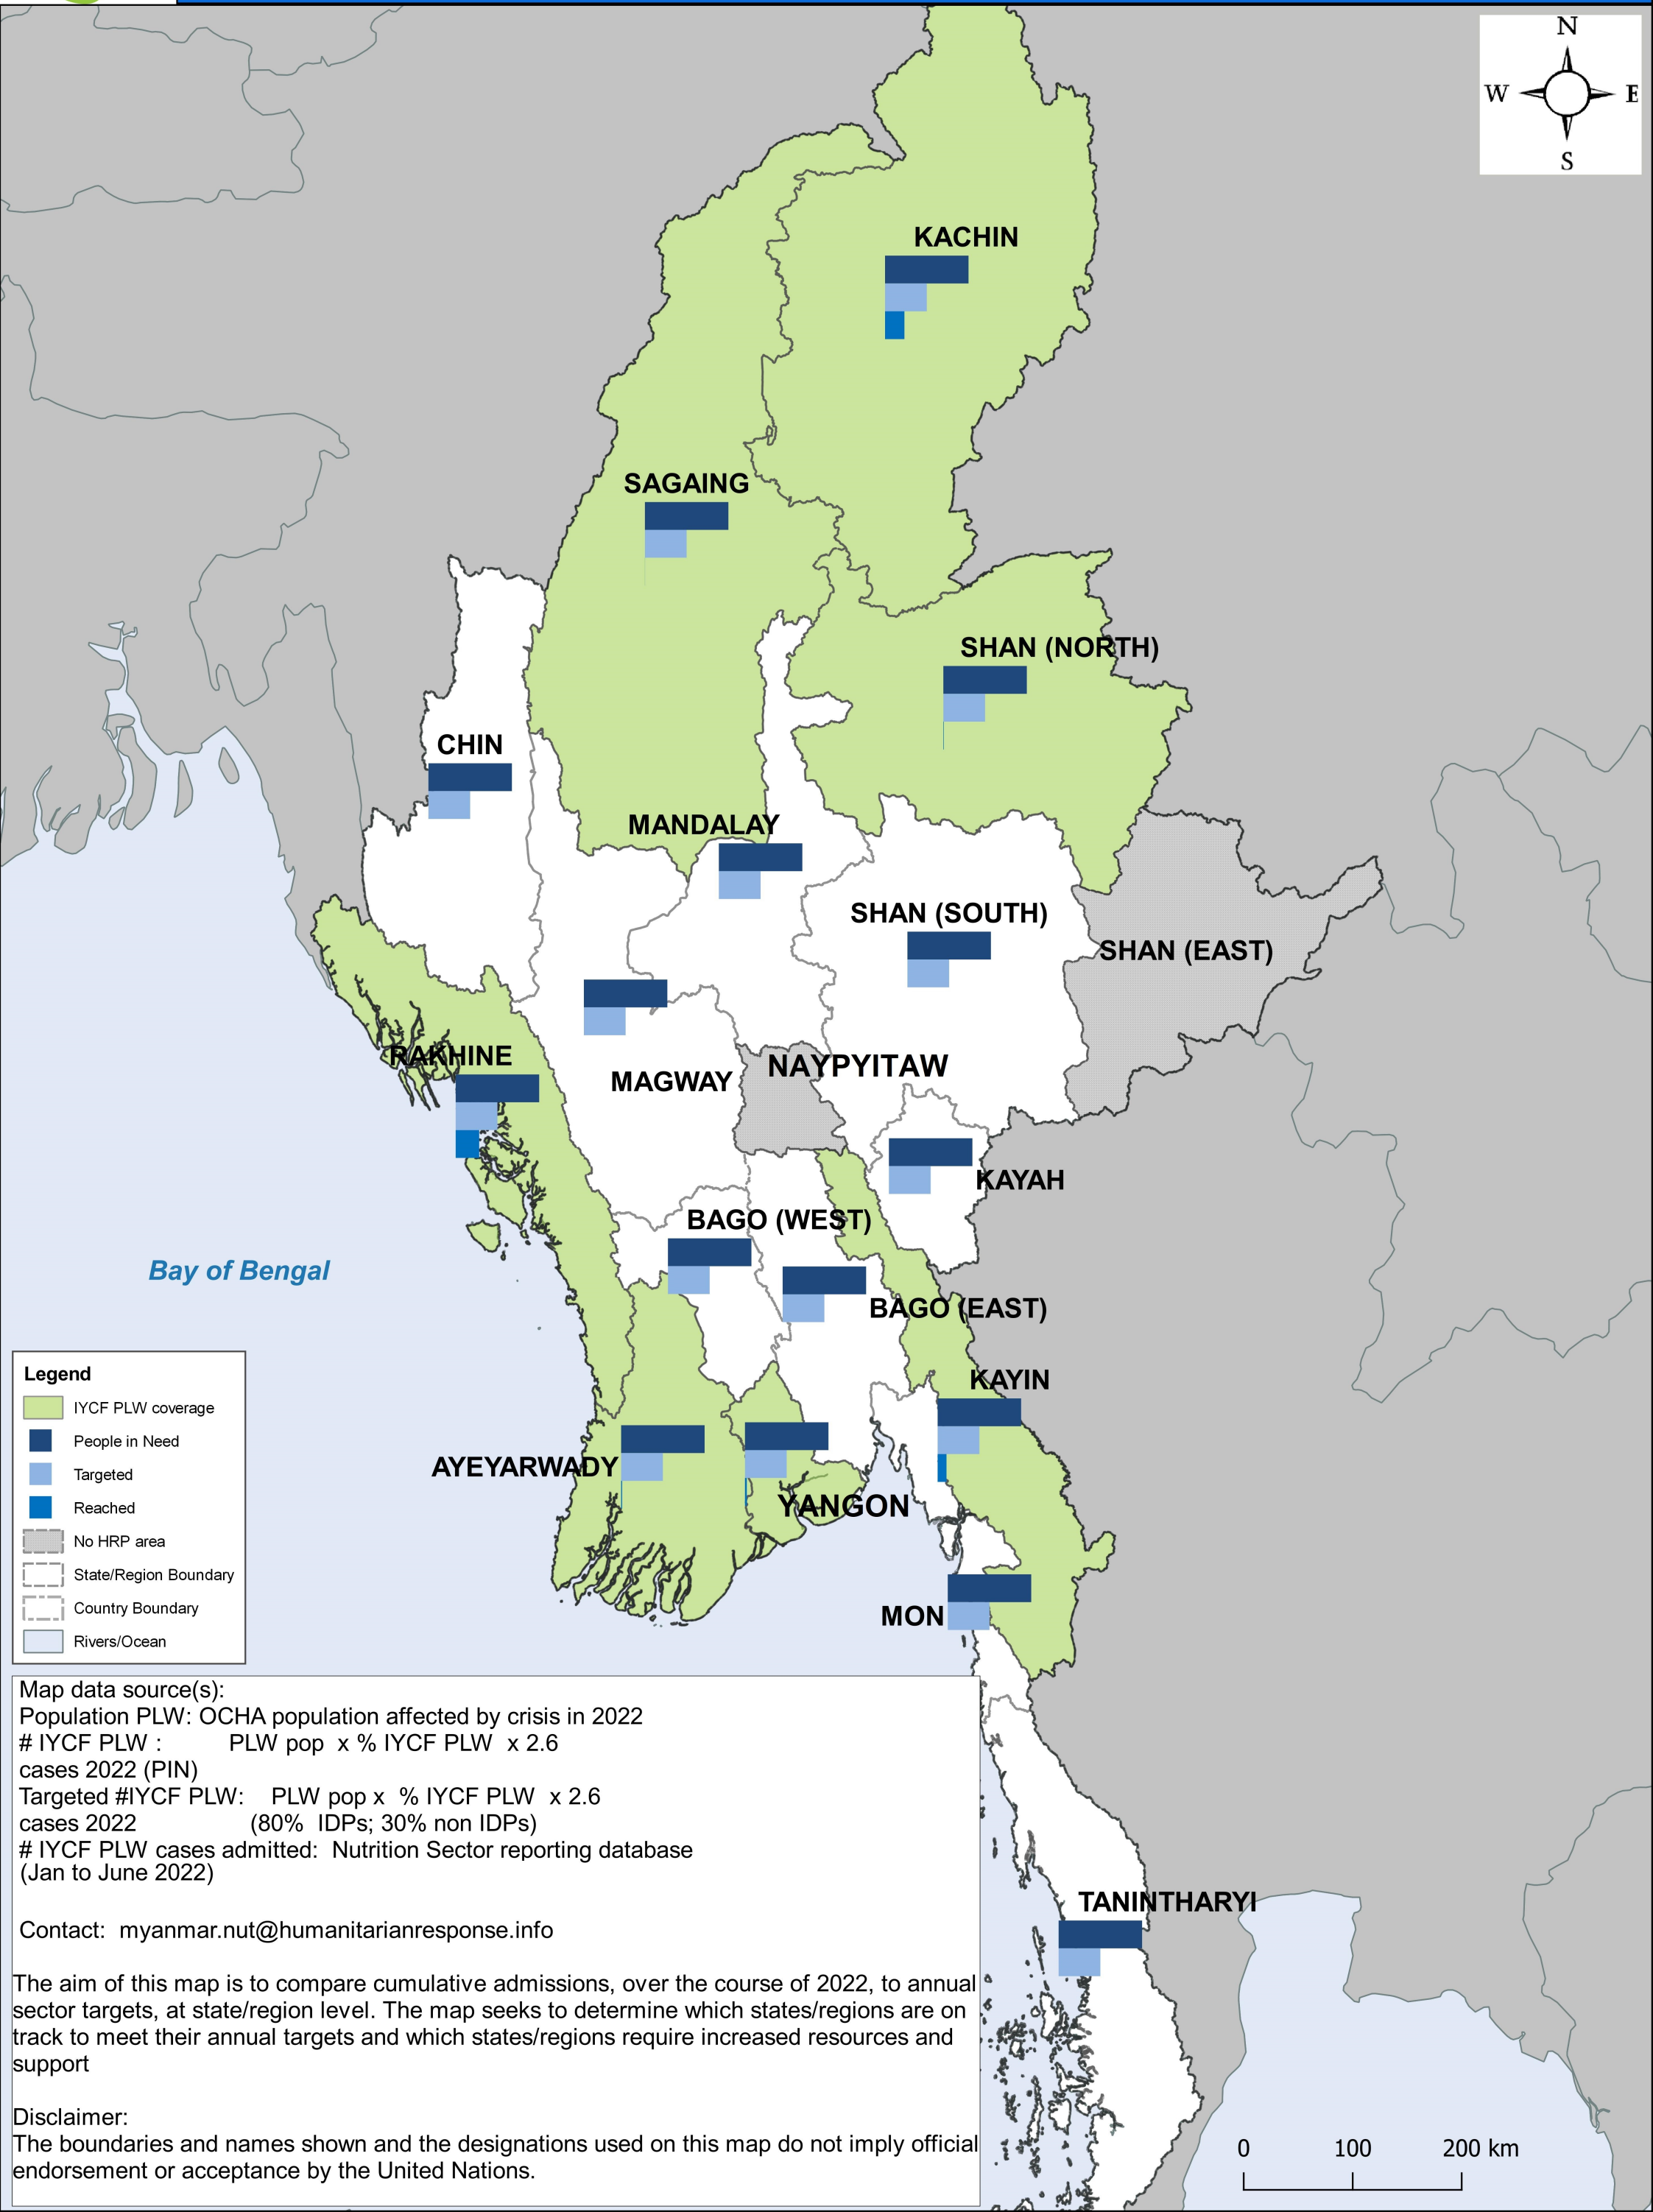 N
W E
S
KACHIN
SAGAING
SHAN (NORTH)
CHIN
MANDALAY
SHAN (SOUTH)
SHAN (EAST)
RAKHINE
NAYPYITAW
MAGWAY
KAYAH
BAGO (WEST)
Bay of Bengal
BAGO (EAST)
KAYIN
AYEYARWADY
YANGON
MON
TANINTHARYI
Legend
IYCF PLW coverage
People in Need
Targeted
Reached
No HRP area
State/Region Boundary
Country Boundary
Rivers/Ocean
Map data source(s):
Population PLW: OCHA population affected by crisis in 2022
# IYCF PLW : PLW pop x % IYCF PLW x 2.6
cases 2022 (PIN)
Targeted #IYCF PLW: PLW pop x % IYCF PLW x 2.6
cases 2022 (80% IDPs; 30% non IDPs)
# IYCF PLW cases admitted: Nutrition Sector reporting database
(Jan to June 2022)
Contact: myanmar.nut@humanitarianresponse.info
The aim of this map is to compare cumulative admissions, over the course of 2022, to annual
sector targets, at state/region level. The map seeks to determine which states/regions are on
track to meet their annual targets and which states/regions require increased resources and
support
Disclaimer:
The boundaries and names shown and the designations used on this map do not imply official
endorsement or acceptance by the United Nations.
0 100 200 km